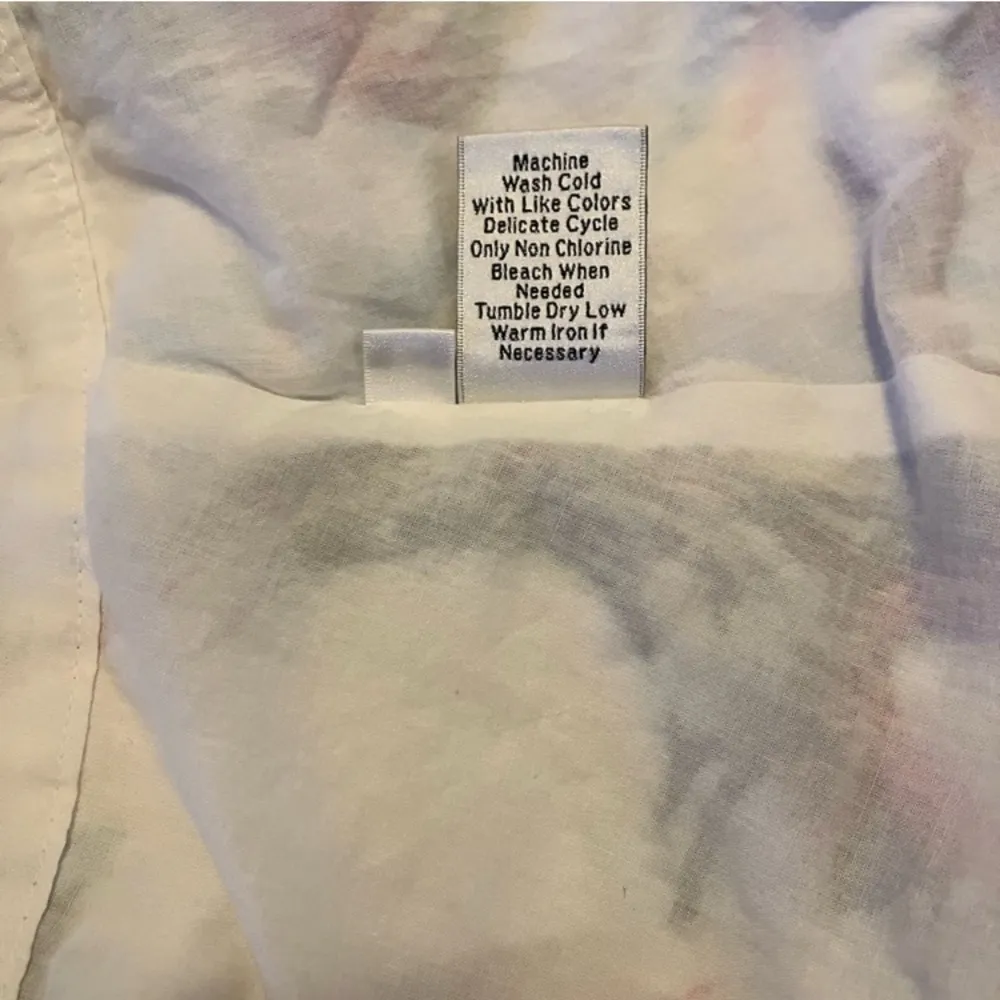 Machine
Wash Cold
With Like Colors
Delicate Cycle
Only Non Chlorine
Bleach When
Needed
Tumble Dry Low
Warm Iron If
Necessary